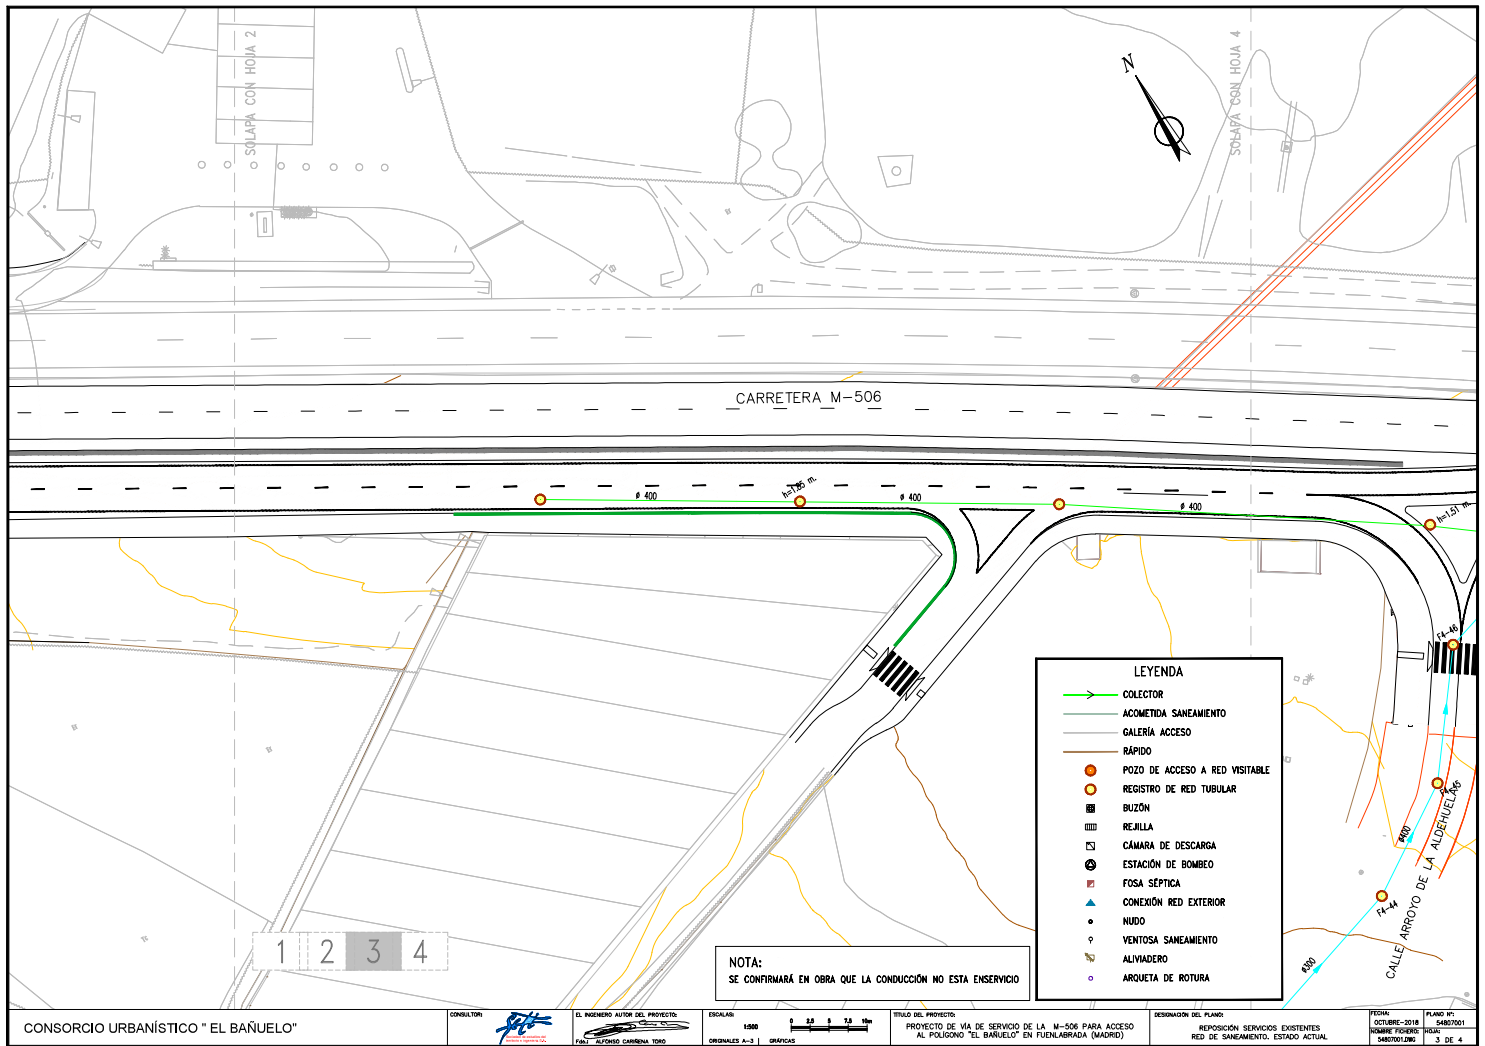 SOLAPA CON HOJA 2
SOLAPA CON HOJA 4
N
CARRETERA M-506
ø 400
h=1.85 m.
ø 400
ø 400
h=1.51 m.
F4-46
ø400
F4-44
ø300
CALLE ARROYO DE LA ALDEHUELA
LEYENDA
COLECTOR
ACOMETIDA SANEAMIENTO
GALERÍA ACCESO
RÁPIDO
POZO DE ACCESO A RED VISITABLE
REGISTRO DE RED TUBULAR
BUZÓN
REJILLA
CÁMARA DE DESCARGA
ESTACIÓN DE BOMBEO
FOSA SÉPTICA
CONEXIÓN RED EXTERIOR
NUDO
VENTOSA SANEAMIENTO
ALIVIADERO
ARQUETA DE ROTURA
1 2 3 4
NOTA:
SE CONFIRMARÁ EN OBRA QUE LA CONDUCCIÓN NO ESTA ENSERVICIO
CONSORCIO URBANÍSTICO " EL BAÑUELO"
CONSULTOR:
EL INGENIERO AUTOR DEL PROYECTO:
Fdo.: ALFONSO CARIÑENA TORO
ESCALAS:
1:500
0 2.5 5 7.5 10m
ORIGINALES A-3 GRÁFICAS
TÍTULO DEL PROYECTO:
PROYECTO DE VÍA DE SERVICIO DE LA M-506 PARA ACCESO
AL POLÍGONO "EL BAÑUELO" EN FUENLABRADA (MADRID)
DESIGNACIÓN DEL PLANO:
REPOSICIÓN SERVICIOS EXISTENTES
RED DE SANEAMIENTO. ESTADO ACTUAL
FECHA:
OCTUBRE-2018
NOMBRE FICHERO:
54807001.DWG
PLANO Nº:
54807001
HOJA:
3 DE 4